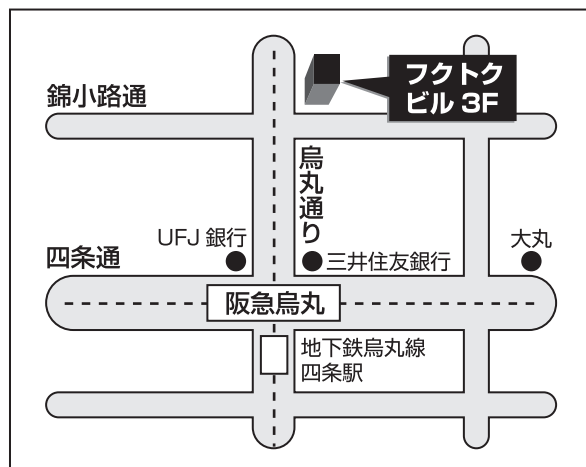 フクトク
ビル 3F
錦小路通
烏丸通り
UFJ 銀行
大丸
四条通
三井住友銀行
阪急烏丸
地下鉄烏丸線
四条駅